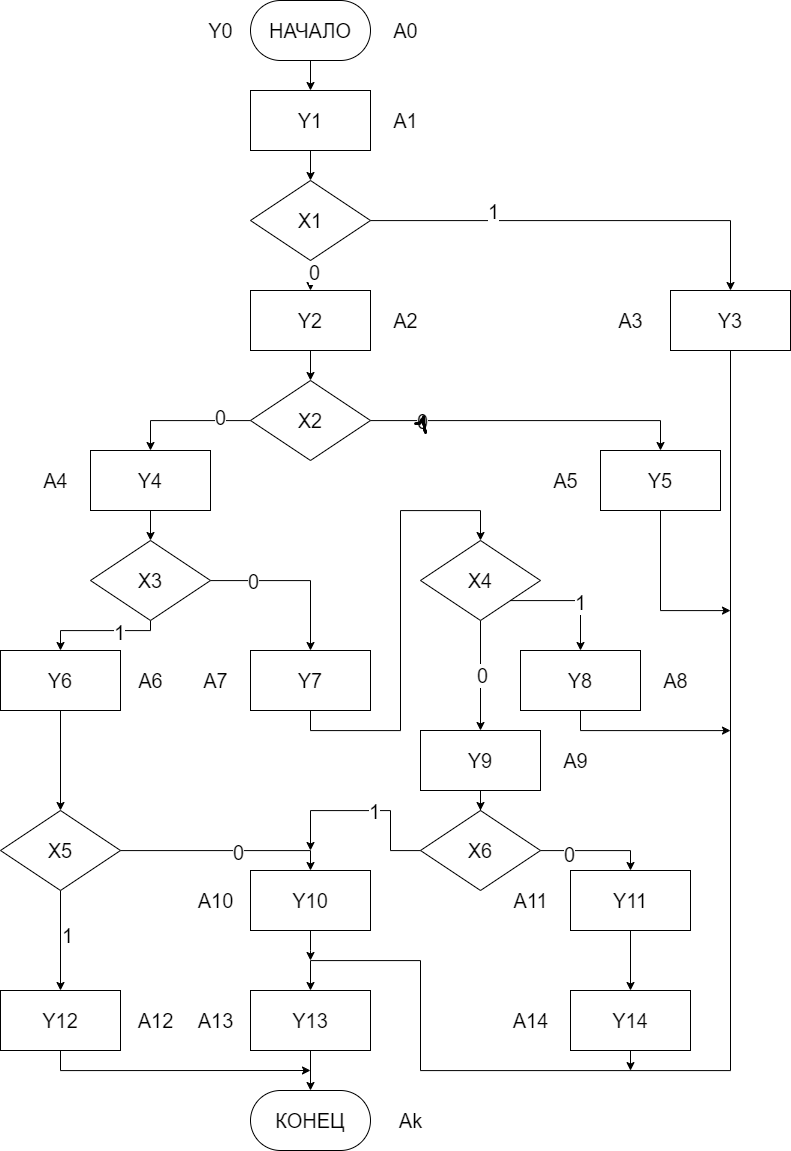 Y0 НАЧАЛО A0
Y1 A1
X1 1
0
Y2 A2 A3 Y3
0 X2
A4 Y4 A5 Y5
X3 0 X4
1 1
Y6 A6 A7 Y7 0 Y8 A8
Y9 A9
1
X5 0 X6 0
A10 Y10 A11 Y11
1
Y12 A12 A13 Y13 A14 Y14
КОНЕЦ Ak